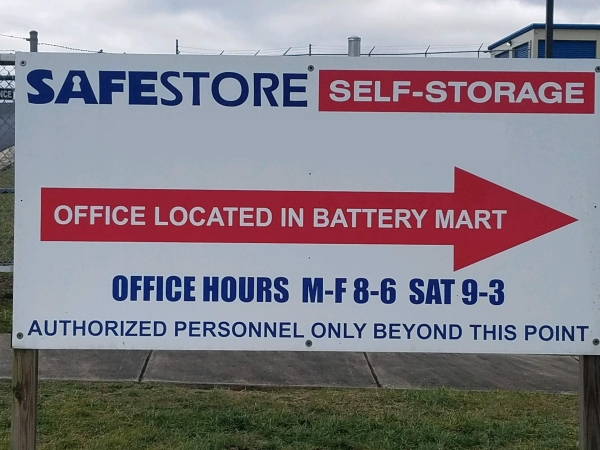 SAFESTORE SELF-STORAGE
OFFICE LOCATED IN BATTERY MART
OFFICE HOURS M-F 8-6 SAT 9-3
AUTHORIZED PERSONNEL ONLY BEYOND THIS POINT